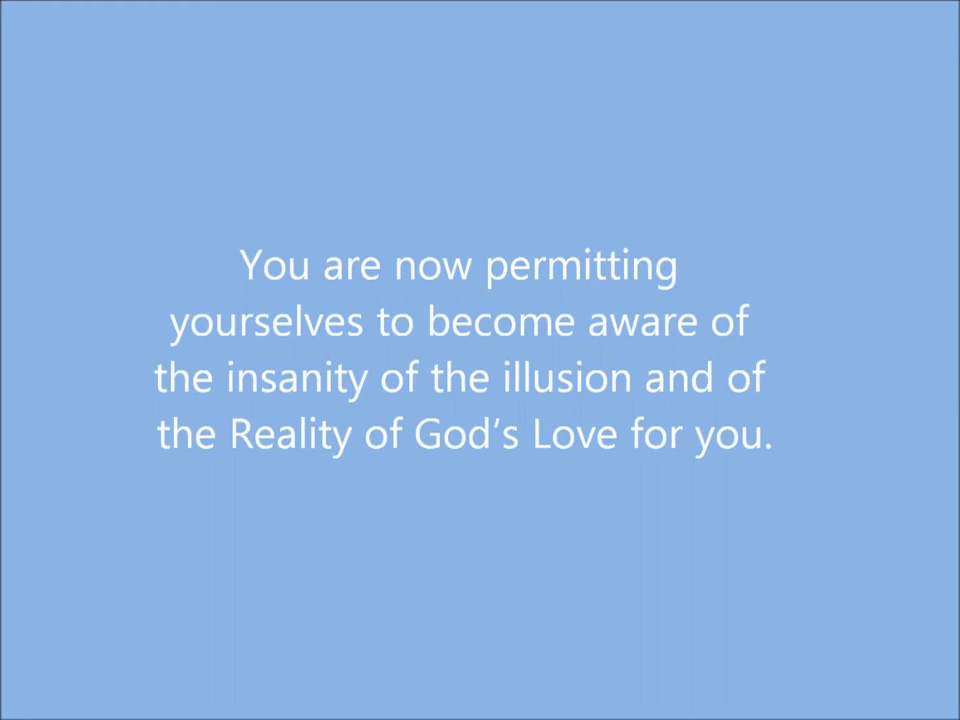 You are now permitting
yourselves to become aware of
the insanity of the illusion and of
the Reality of God’s Love for you.